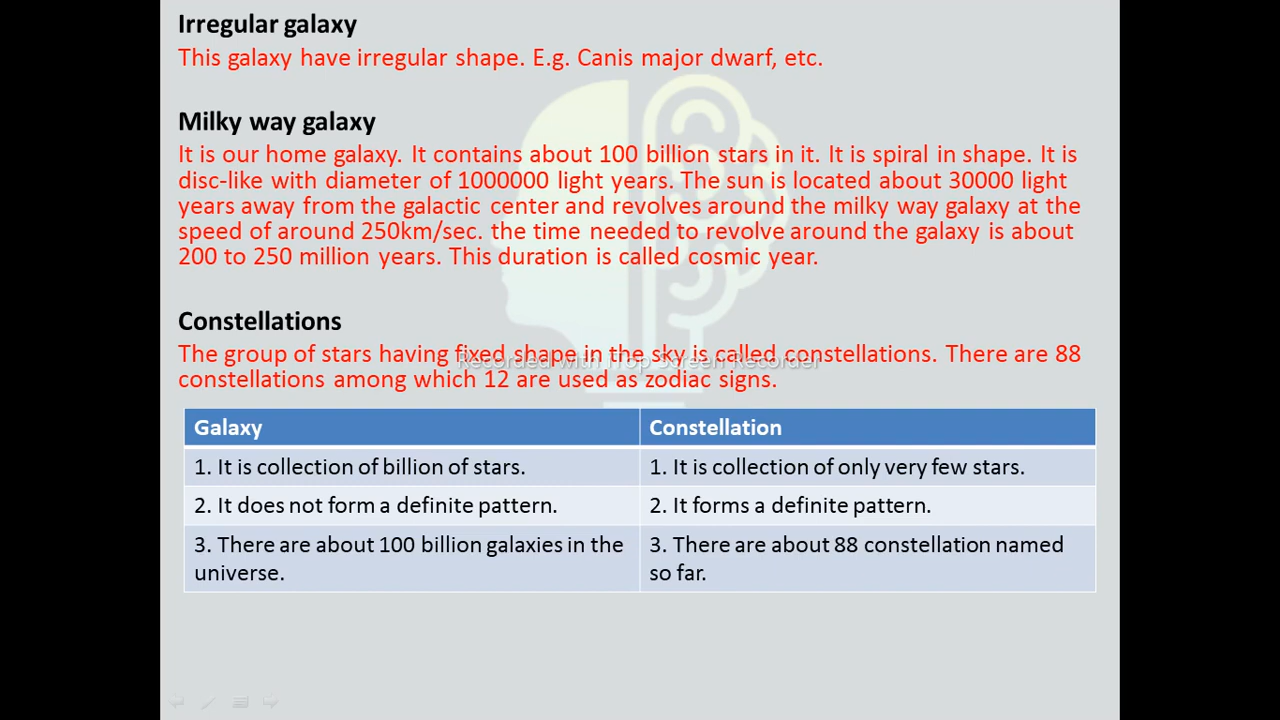 Irregular galaxy
This galaxy have irregular shape. E.g. Canis major dwarf, etc.
Milky way galaxy
It is our home galaxy. It contains about 100 billion stars in it. It is spiral in shape. It is
disc-like with diameter of 1000000 light years. The sun is located about 30000 light
years away from the galactic center and revolves around the milky way galaxy at the
speed of around 250km/sec. the time needed to revolve around the galaxy is about
200 to 250 million years. This duration is called cosmic year.
Constellations
The group of stars having fixed shape in the sky is called constellations. There are 88
Recorded with iTop Screen Recorder
constellations among which 12 are used as zodiac signs.
Galaxy
Constellation
1. It is collection of billion of stars.
1. It is collection of only very few stars.
2. It does not form a definite pattern.
2. It forms a definite pattern.
3. There are about 100 billion galaxies in the
universe.
3. There are about 88 constellation named
so far.